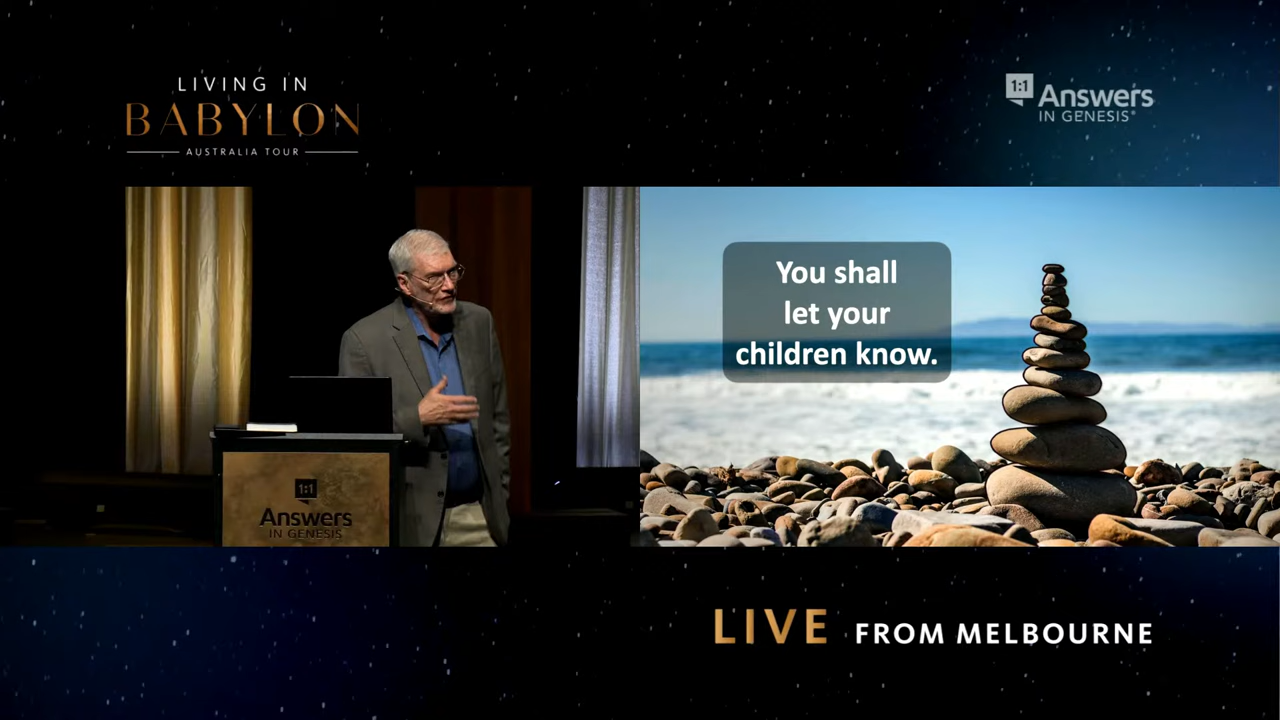 LIVING IN
BABYLON
AUSTRALIA TOUR
1:1
Answers
IN GENESIS®
You shall
let your
children know.
1:1
Answers
IN GENESIS
LIVE FROM MELBOURNE